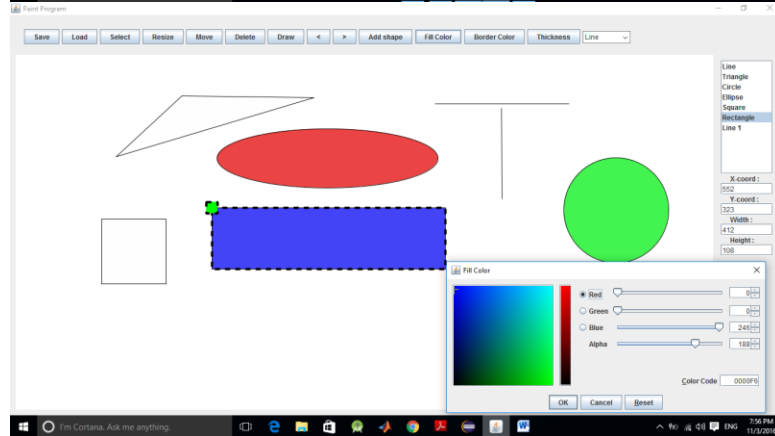 Paint Program
Save Load Select Resize Move Delete Draw < > Add shape Fill Color Border Color Thickness Line
Line
Triangle
Circle
Ellipse
Square
Rectangle
Line 1
X-coord :
552
Y-coord :
323
Width :
412
Height :
108
Fill Color
Red 0
Green 0
Blue 246
Alpha 188
Color Code 0000F6
OK Cancel Reset
I'm Cortana. Ask me anything.
ENG
7:56 PM
11/3/2016